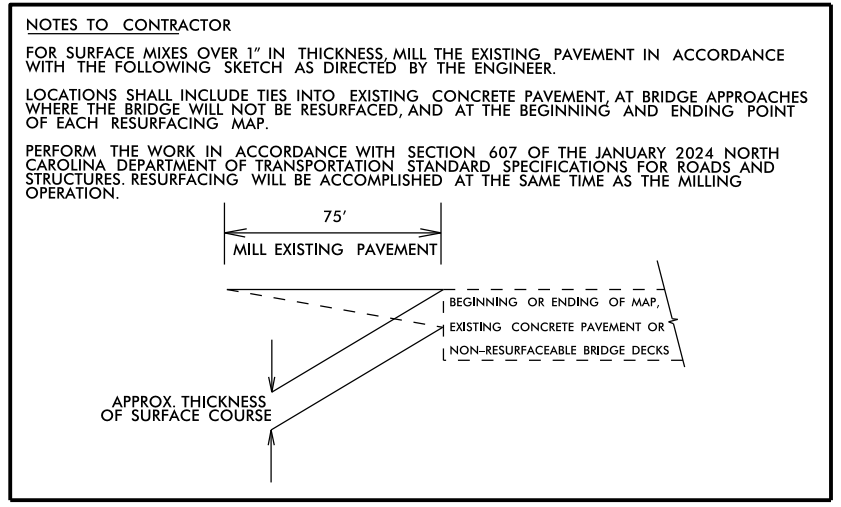 NOTES TO CONTRACTOR
FOR SURFACE MIXES OVER 1" IN THICKNESS, MILL THE EXISTING PAVEMENT IN ACCORDANCE
WITH THE FOLLOWING SKETCH AS DIRECTED BY THE ENGINEER.
LOCATIONS SHALL INCLUDE TIES INTO EXISTING CONCRETE PAVEMENT, AT BRIDGE APPROACHES
WHERE THE BRIDGE WILL NOT BE RESURFACED, AND AT THE BEGINNING AND ENDING POINT
OF EACH RESURFACING MAP.
PERFORM THE WORK IN ACCORDANCE WITH SECTION 607 OF THE JANUARY 2024 NORTH
CAROLINA DEPARTMENT OF TRANSPORTATION STANDARD SPECIFICATIONS FOR ROADS AND
STRUCTURES. RESURFACING WILL BE ACCOMPLISHED AT THE SAME TIME AS THE MILLING
OPERATION.
75'
MILL EXISTING PAVEMENT
BEGINNING OR ENDING OF MAP,
EXISTING CONCRETE PAVEMENT OR
NON-RESURFACEABLE BRIDGE DECKS
APPROX. THICKNESS
OF SURFACE COURSE